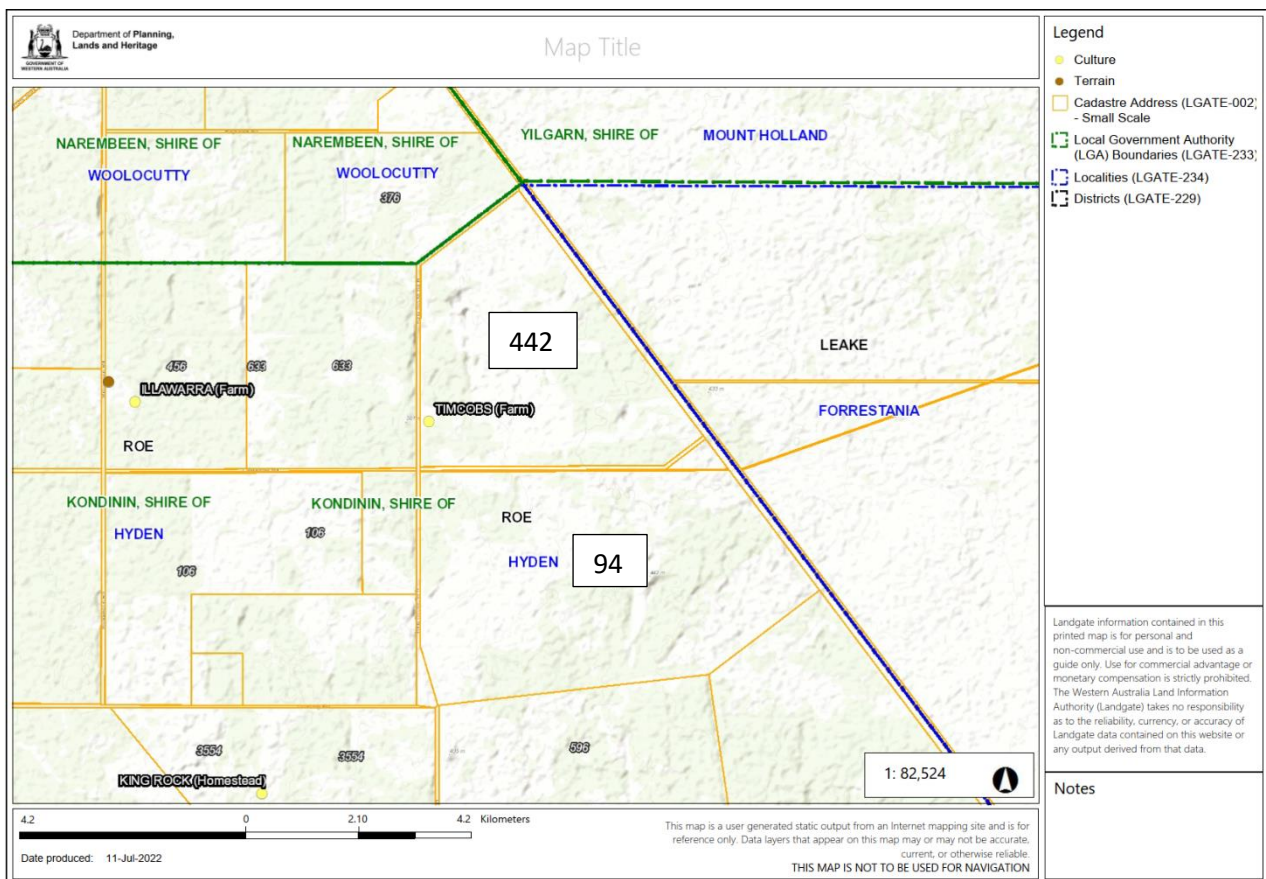 Department of Planning,
Lands and Heritage
GOVERNMENT OF
WESTERN AUSTRALIA
Map Title
NAREMBEEN, SHIRE OF
NAREMBEEN, SHIRE OF
YILGARN, SHIRE OF
MOUNT HOLLAND
WOOLOCUTTY
WOOLOCUTTY
376
442
LEAKE
456
633
633
ILLAWARRA (Farm)
TIMCOBS (Farm)
FORRESTANIA
ROE
KONDININ, SHIRE OF
KONDININ, SHIRE OF
ROE
HYDEN
106
HYDEN
94
106
3554
3554
596
KING ROCK (Homestead)
1: 82,524
4.2
0
2.10
4.2
Kilometers
Date produced: 11-Jul-2022
This map is a user generated static output from an Internet mapping site and is for
reference only. Data layers that appear on this map may or may not be accurate,
current, or otherwise reliable.
THIS MAP IS NOT TO BE USED FOR NAVIGATION
Legend
Culture
Terrain
Cadastre Address (LGATE-002)
- Small Scale
Local Government Authority
(LGA) Boundaries (LGATE-233)
Localities (LGATE-234)
Districts (LGATE-229)
Landgate information contained in this
printed map is for personal and
non-commercial use and is to be used as a
guide only. Use for commercial advantage or
monetary compensation is strictly prohibited.
The Western Australia Land Information
Authority (Landgate) takes no responsibility
as to the reliability, currency, or accuracy of
Landgate data contained on this website or
any output derived from that data.
Notes